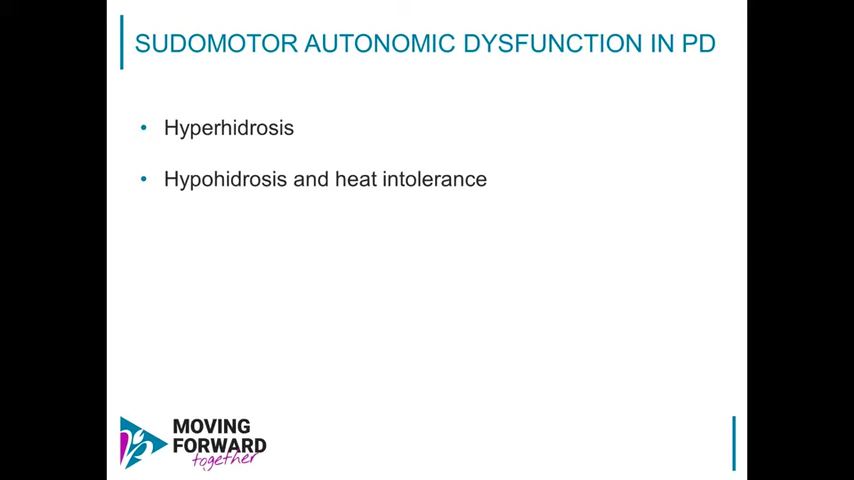 SUDOMOTOR AUTONOMIC DYSFUNCTION IN PD
• Hyperhidrosis
• Hypohidrosis and heat intolerance
MOVING
FORWARD
together